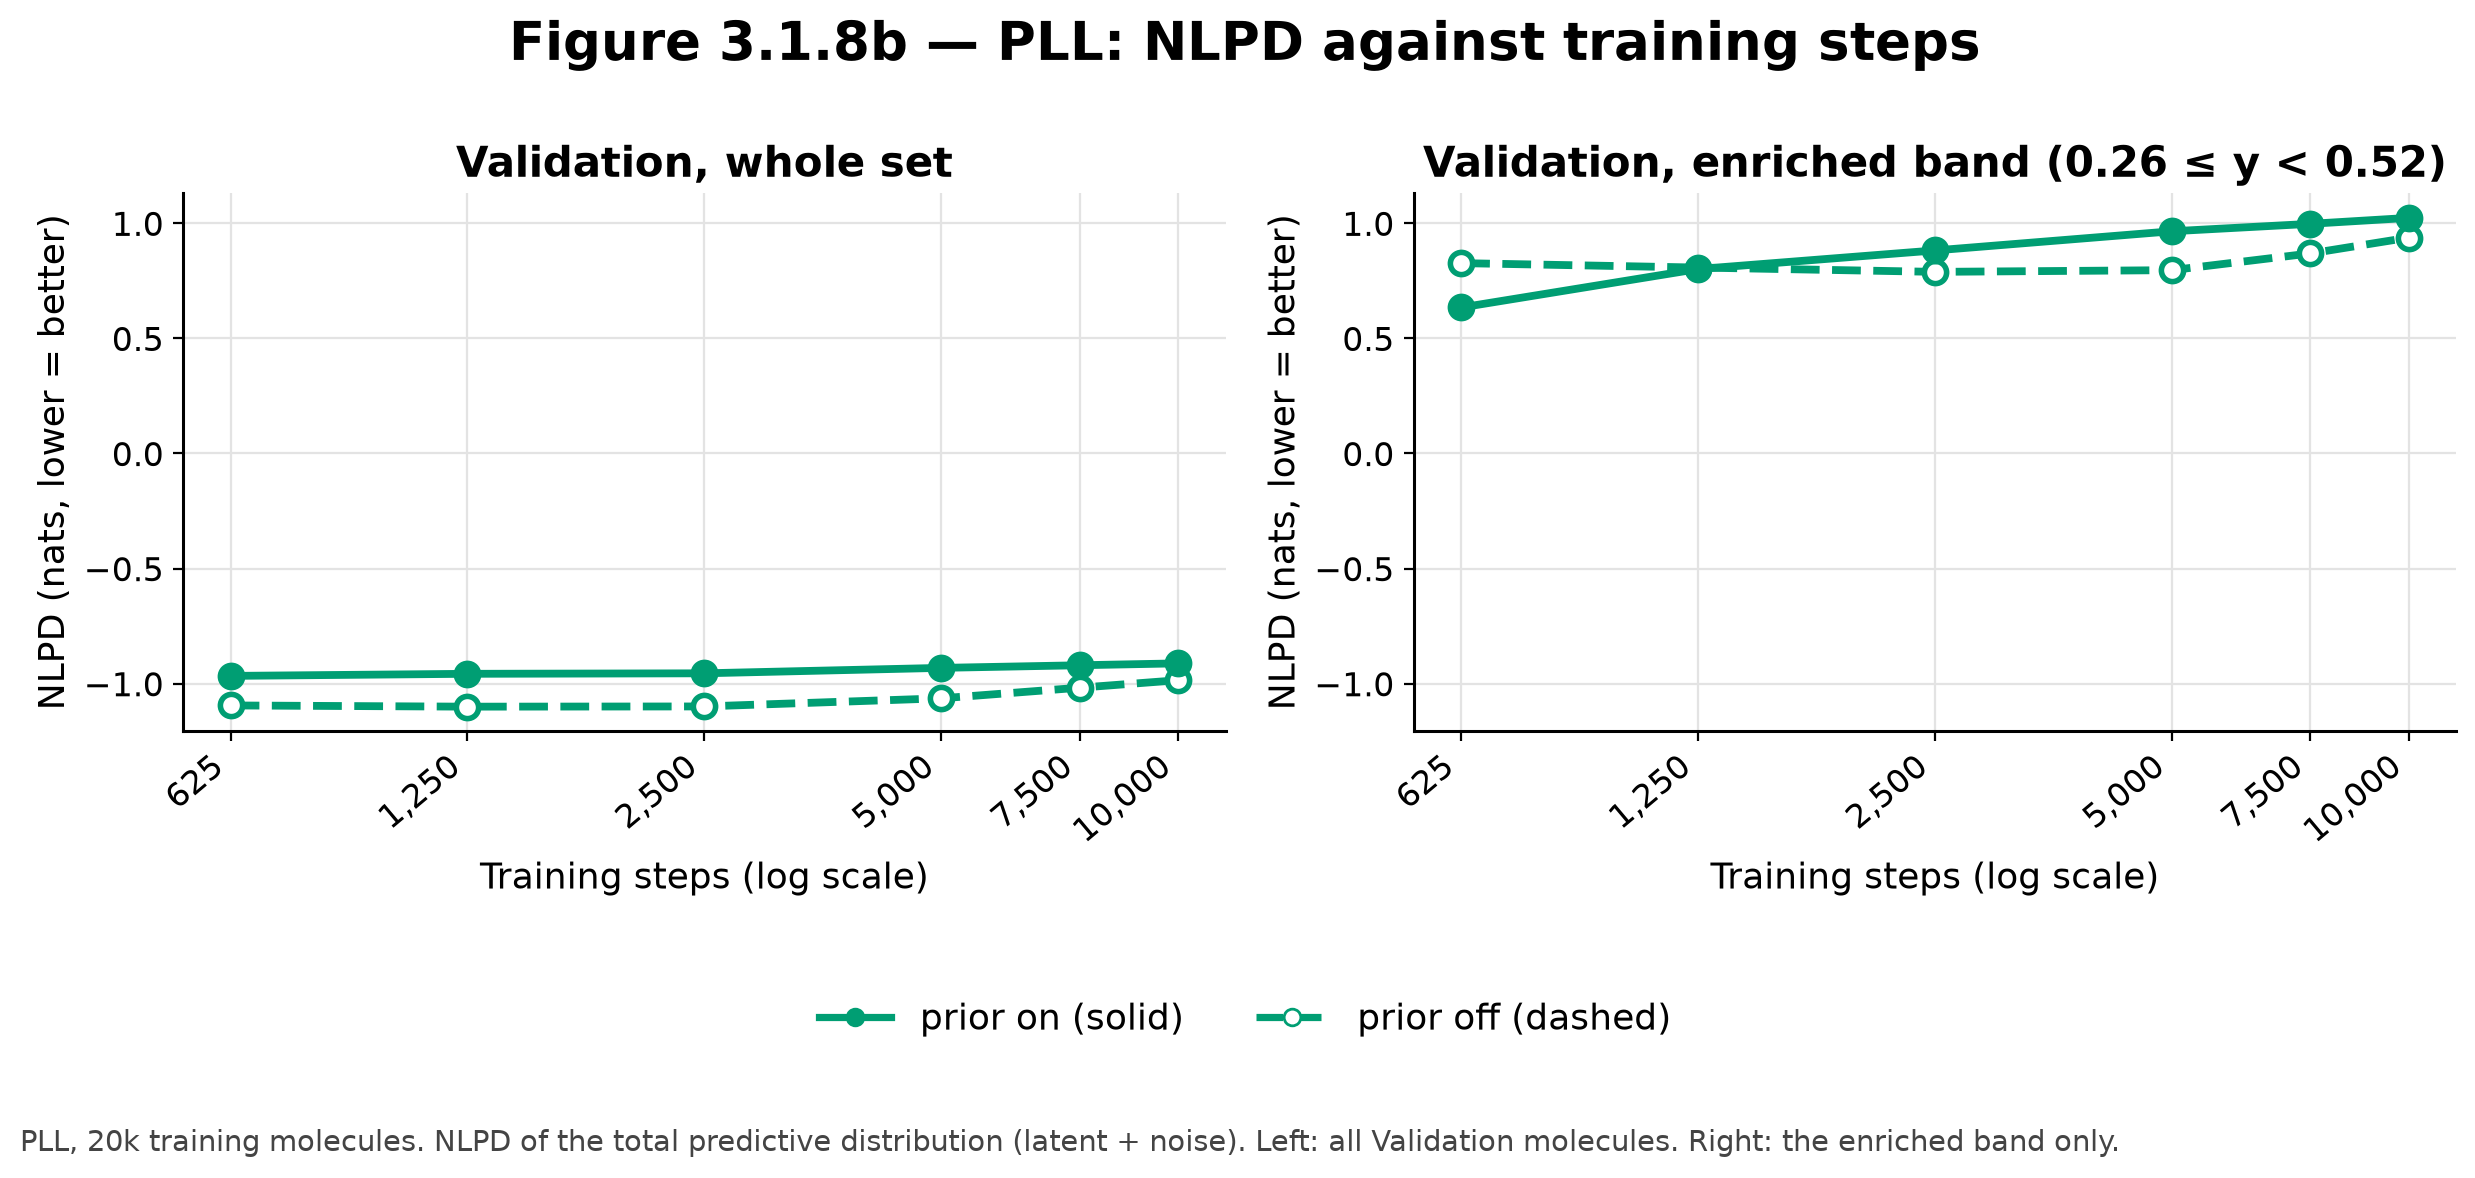 Figure 3.1.8b — PLL: NLPD against training steps
Validation, whole set
NLPD (nats, lower = better)
1.0
0.5
0.0
−0.5
−1.0
625
1,250
2,500
5,000
7,500
10,000
Training steps (log scale)
Validation, enriched band (0.26 ≤ y < 0.52)
NLPD (nats, lower = better)
1.0
0.5
0.0
−0.5
−1.0
625
1,250
2,500
5,000
7,500
10,000
Training steps (log scale)
prior on (solid)
prior off (dashed)
PLL, 20k training molecules. NLPD of the total predictive distribution (latent + noise). Left: all Validation molecules. Right: the enriched band only.